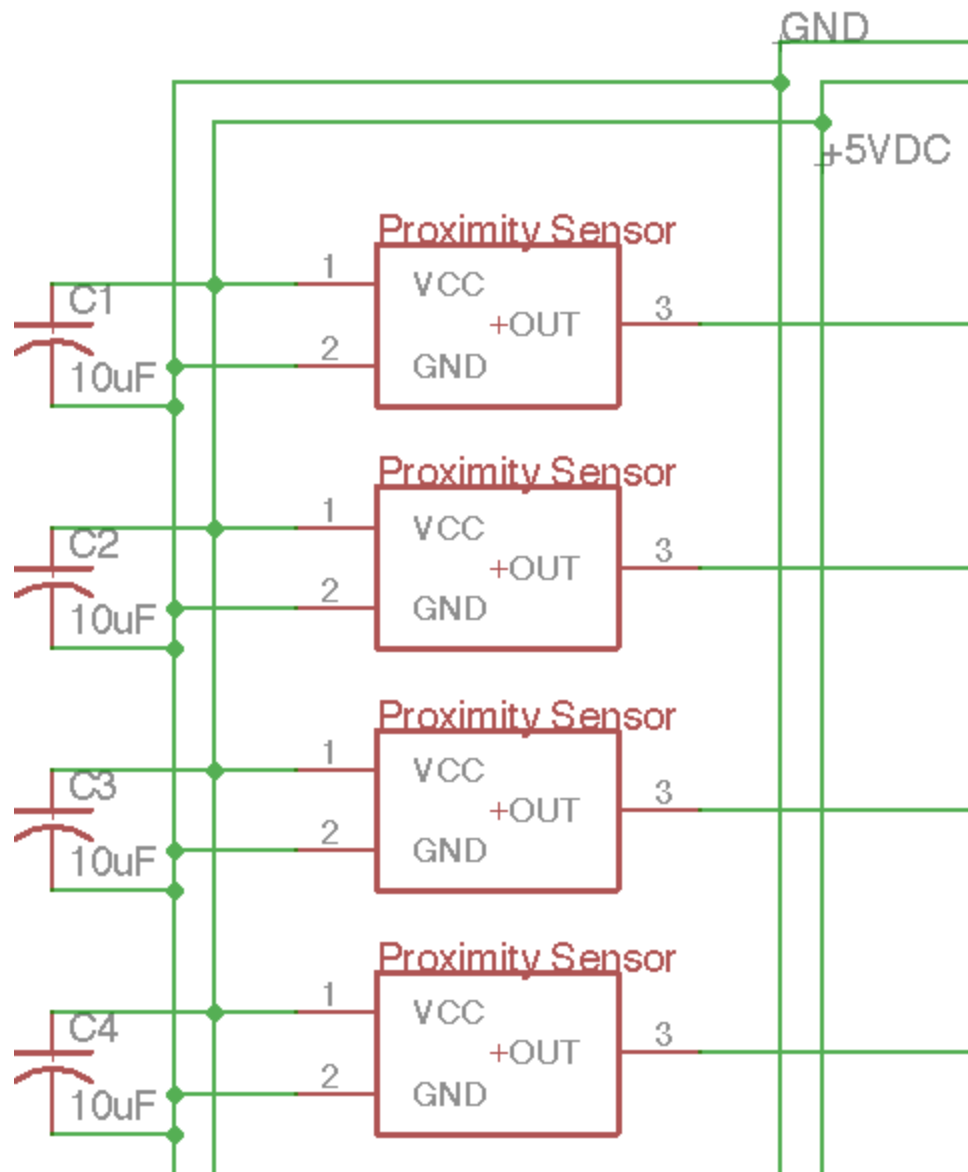 GND
+5VDC
Proximity Sensor
1
VCC
C1
3
+OUT
2
GND
10uF
Proximity Sensor
1
VCC
C2
3
+OUT
2
GND
10uF
Proximity Sensor
1
VCC
C3
3
+OUT
2
GND
10uF
Proximity Sensor
1
VCC
C4
3
+OUT
2
GND
10uF